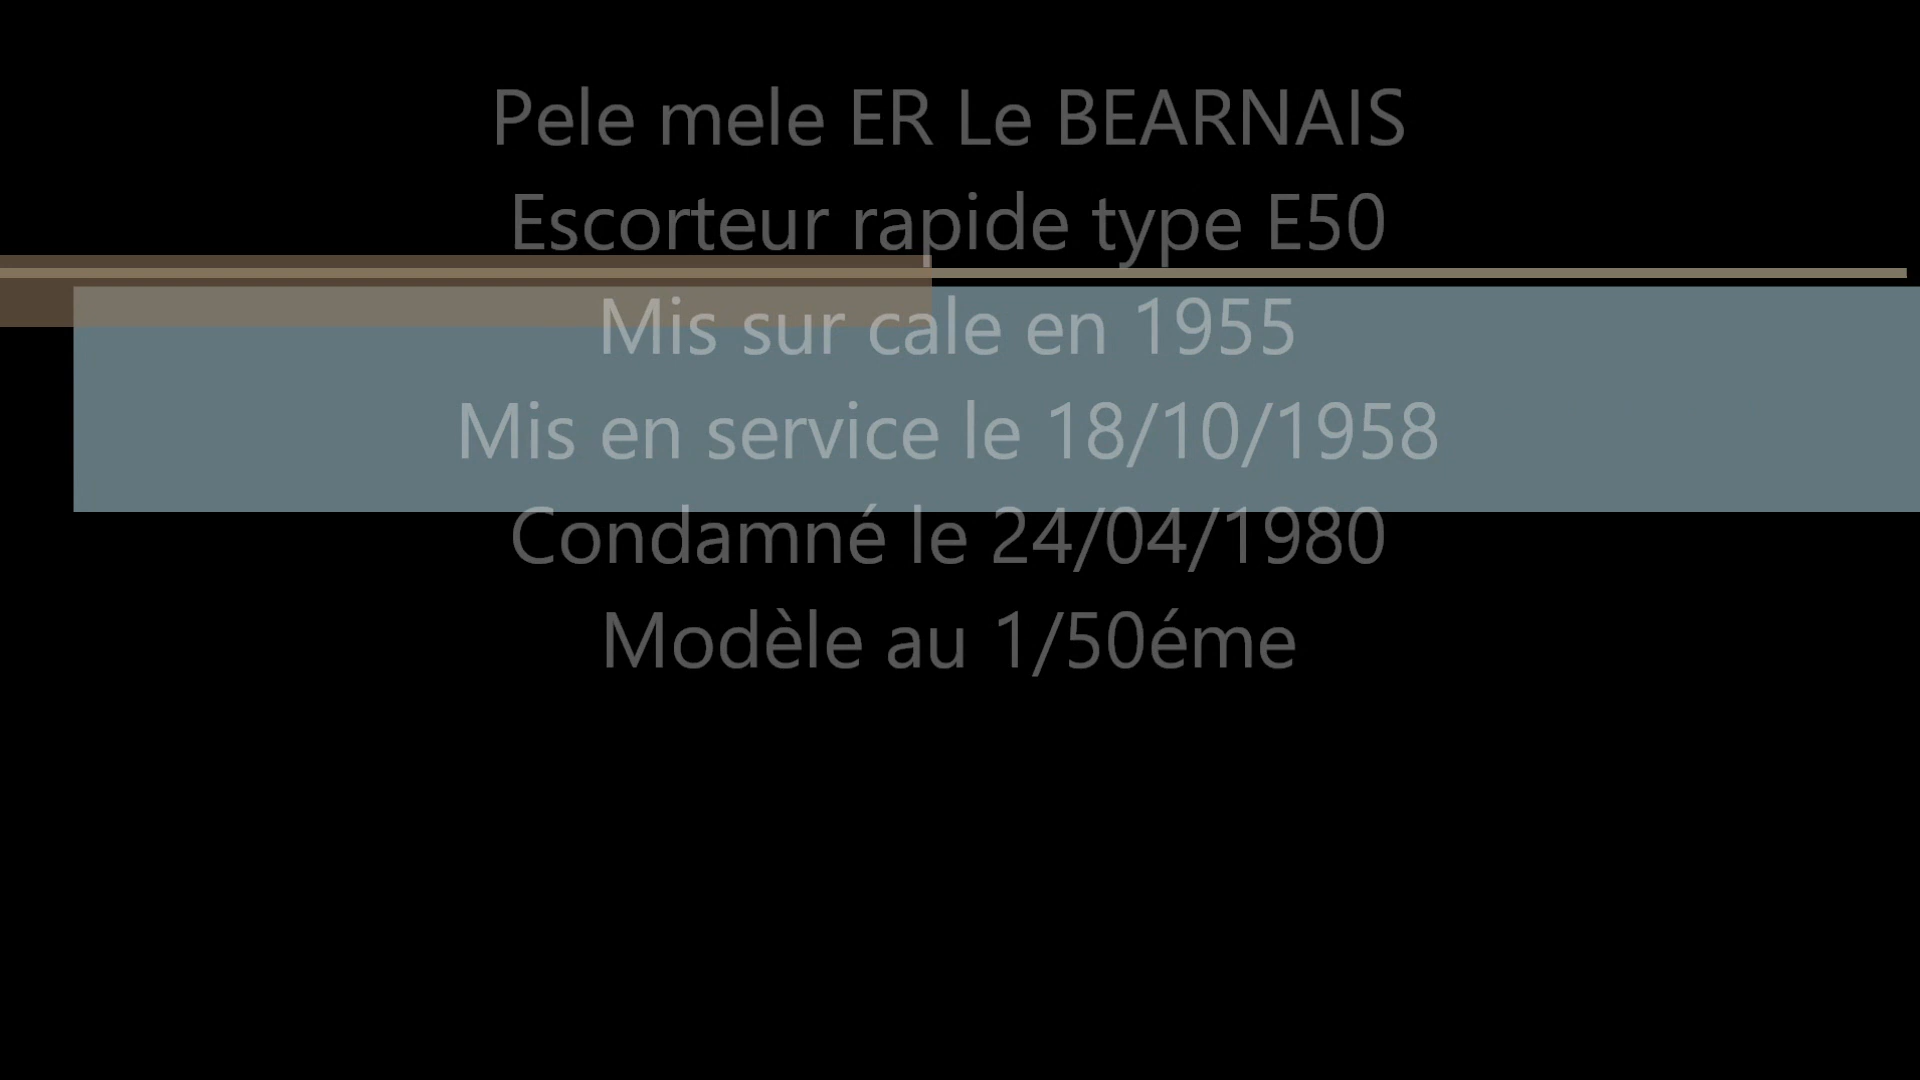 Pele mele ER Le BEARNAIS
Escorteur rapide type E50
Mis sur cale en 1955
Mis en service le 18/10/1958
Condamné le 24/04/1980
Modèle au 1/50éme